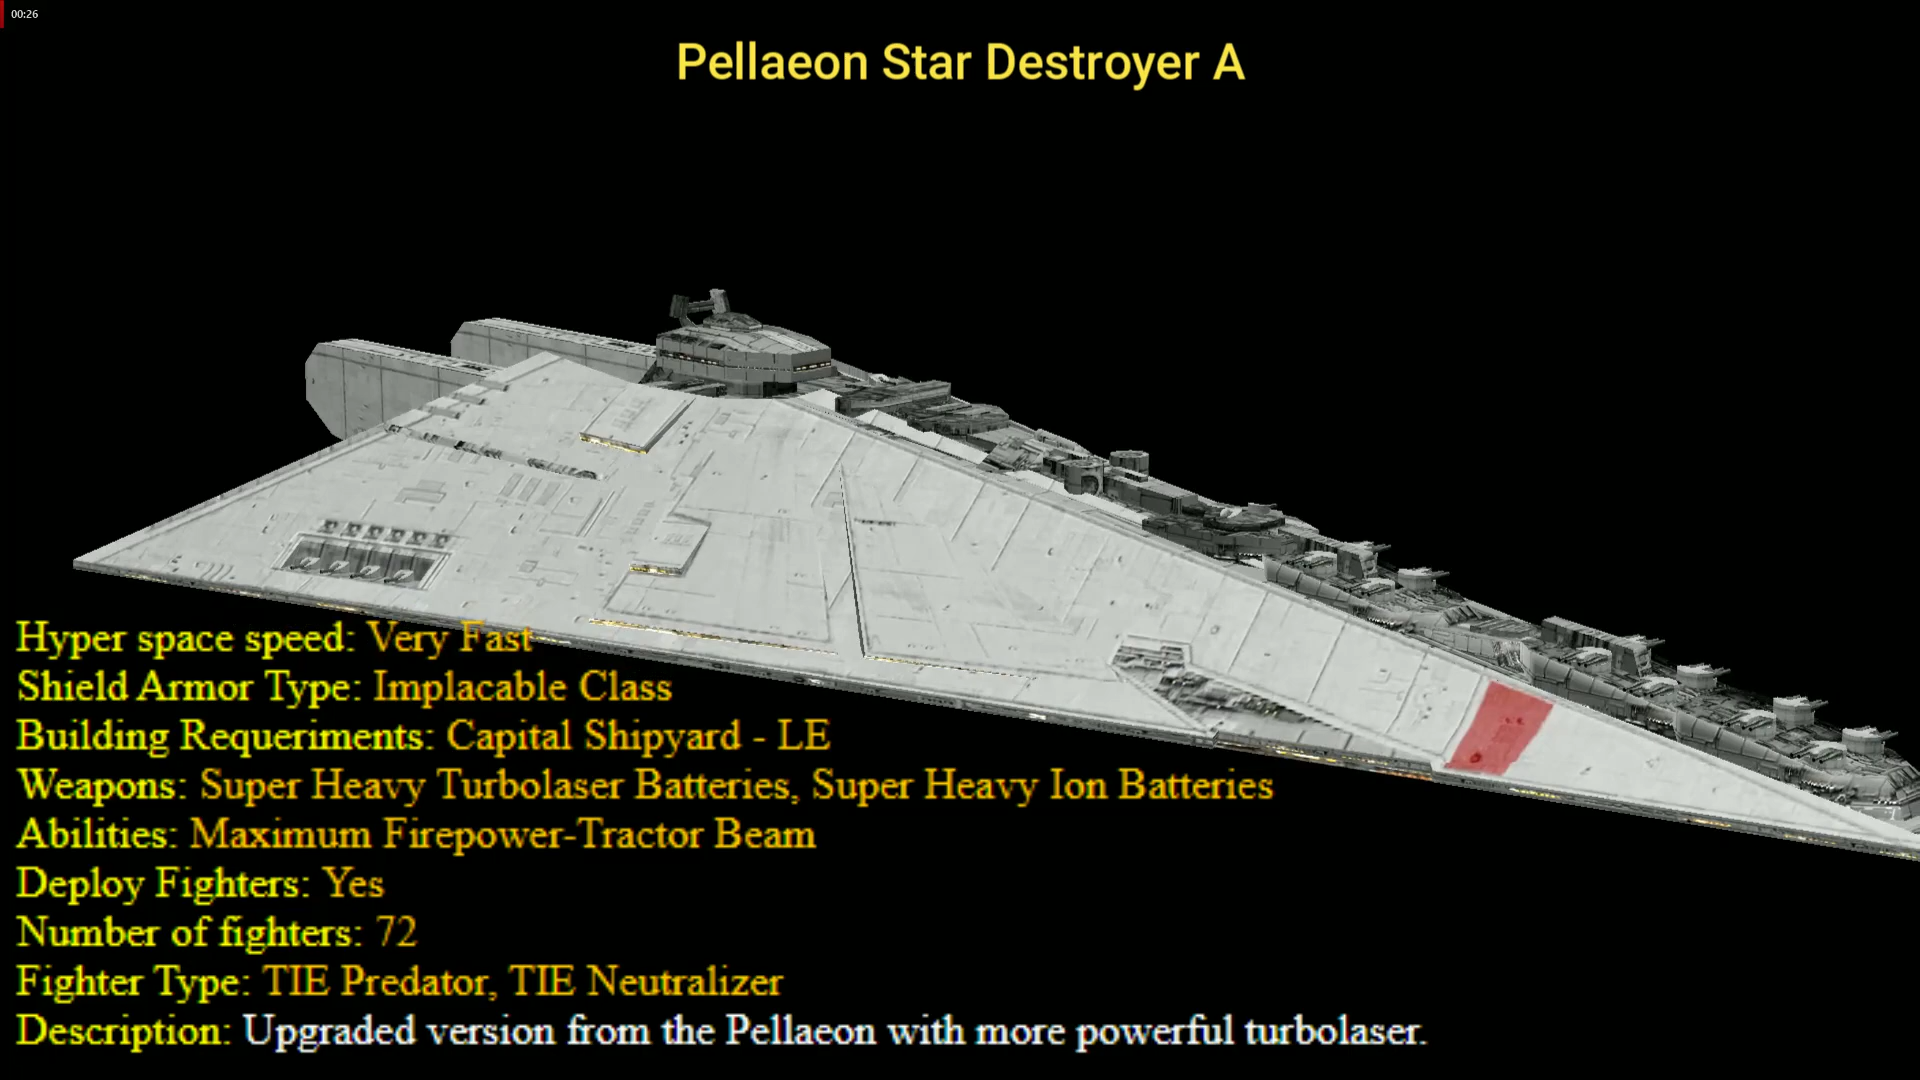 00:26
Pellaeon Star Destroyer A
Hyper space speed: Very Fast
Shield Armor Type: Implacable Class
Building Requeriments: Capital Shipyard - LE
Weapons: Super Heavy Turbolaser Batteries, Super Heavy Ion Batteries
Abilities: Maximum Firepower-Tractor Beam
Deploy Fighters: Yes
Number of fighters: 72
Fighter Type: TIE Predator, TIE Neutralizer
Description: Upgraded version from the Pellaeon with more powerful turbolaser.